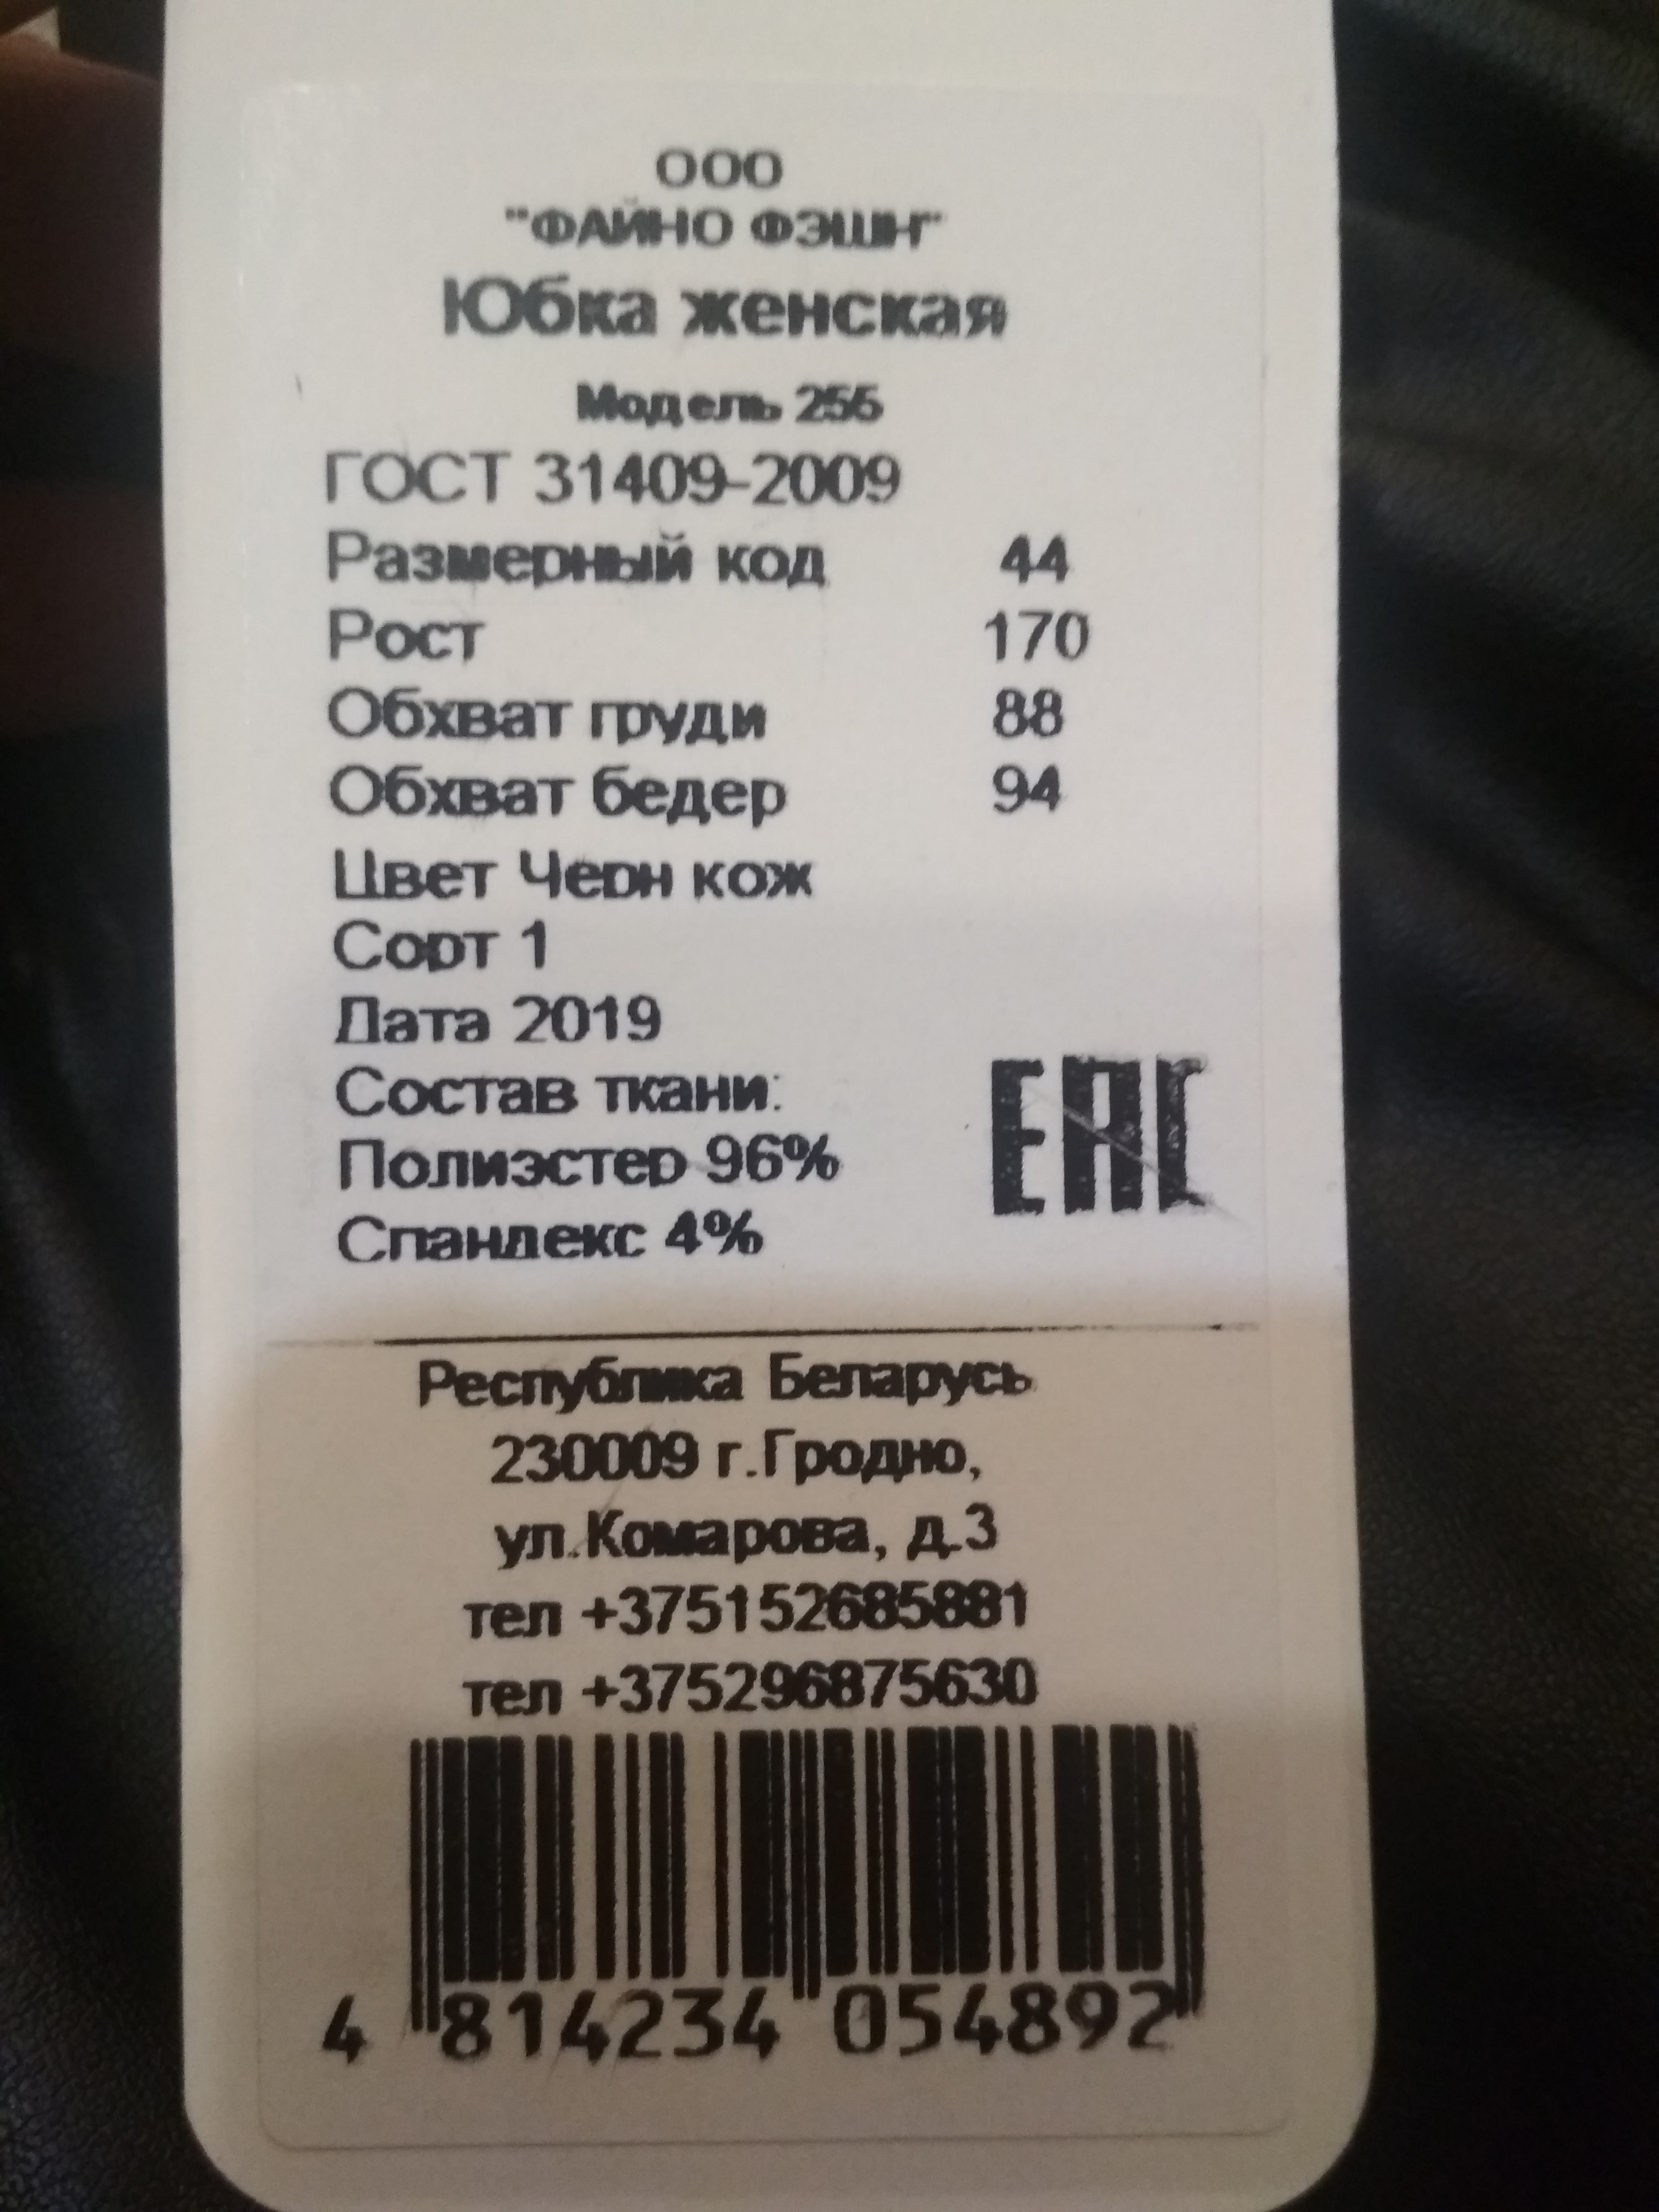 ООО
"ФАЙНО ФЭШН"
Юбка женская
Модель 255
ГОСТ 31409-2009
Размерный код 44
Рост 170
Обхват груди 88
Обхват бедер 94
Цвет Черн кож
Сорт 1
Дата 2019
Состав ткани:
Полиэстер 96%
Спандекс 4%
EAC
Республика Беларусь
230009 г.Гродно,
ул.Комарова, д.3
тел +375152685881
тел +375296875630
4 814234 054892